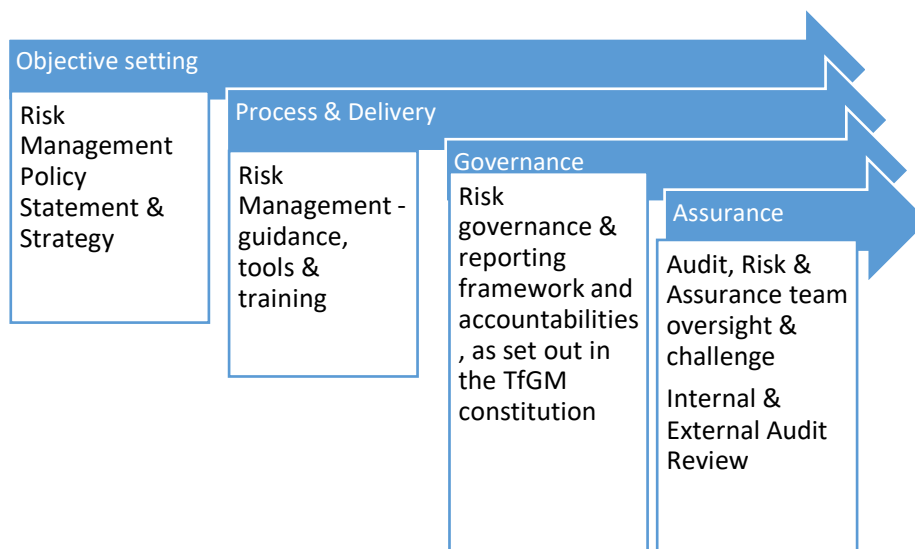 Objective setting
Risk
Management
Policy
Statement &
Strategy
Process & Delivery
Risk
Management -
guidance,
tools &
training
Governance
Risk
governance &
reporting
framework and
accountabilities
, as set out in
the TfGM
constitution
Assurance
Audit, Risk &
Assurance team
oversight &
challenge
Internal &
External Audit
Review